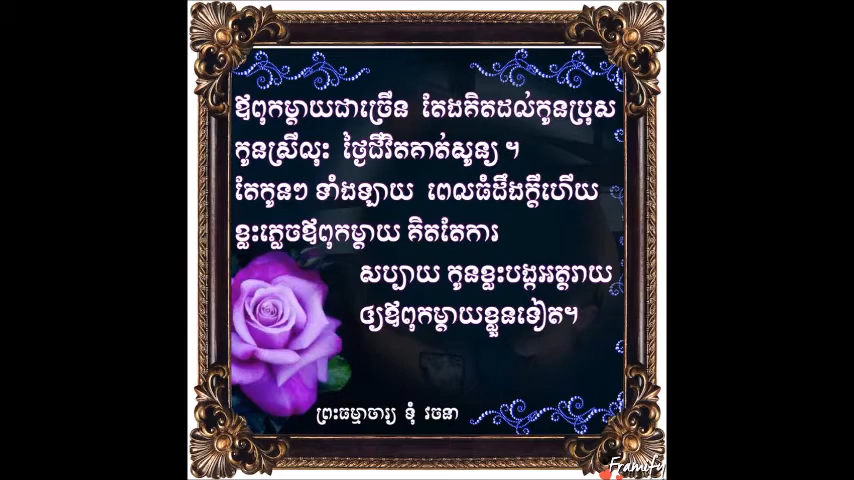 ឪពុកម្តាយជាច្រើន តែងគិតដល់កូនប្រុស
កូនស្រីលុះ ថ្ងៃជីវិតគាត់សូន្យ ។
តែកូនៗ ទាំងឡាយ ពេលធំដឹងក្តីហើយ
ខ្លះភ្លេចឪពុកម្តាយ គិតតែការ
សប្បាយ កូនខ្លះបង្កអត្តរាយ
ឲ្យឪពុកម្តាយខ្លួនទៀត។
ព្រះធម្មាចារ្យ ទុំ វចនា
Framify